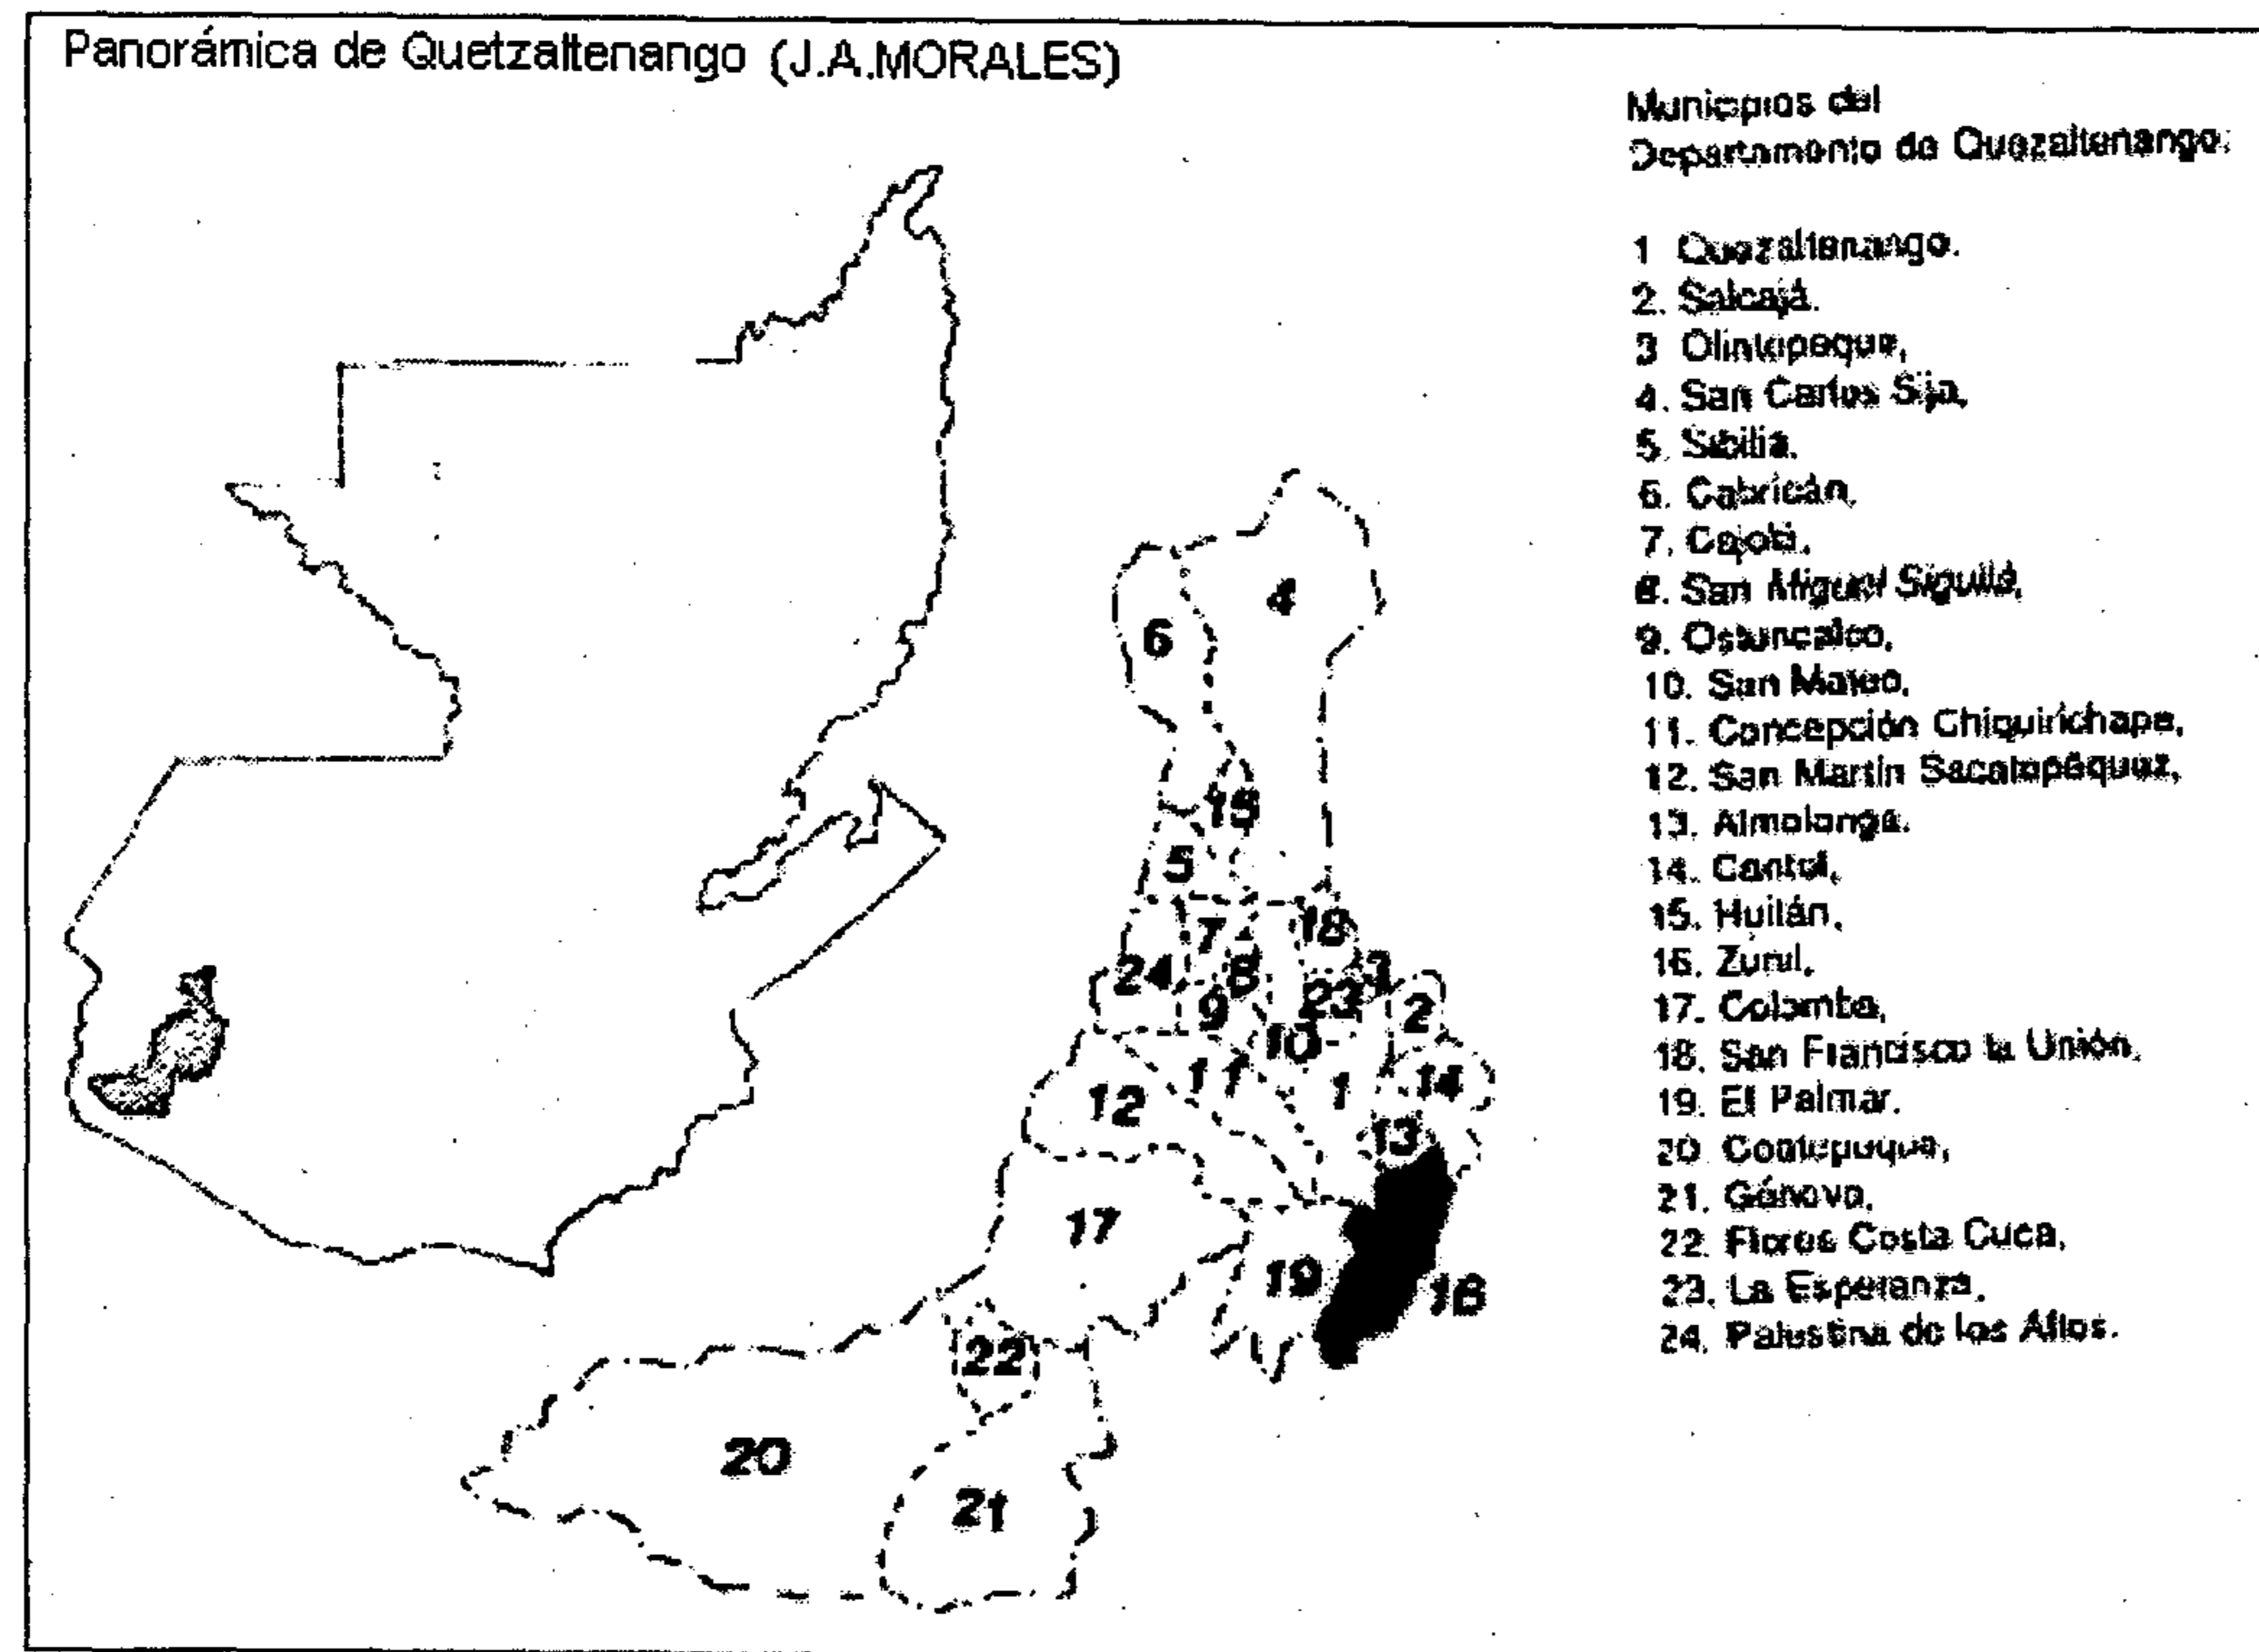 Panorámica de Quetzaltenango (J.A.MORALES)
Municipios del
Departamento de Quezaltenango.
1 Quezaltenango.
2. Salcajá.
3 Olintepeque,
4. San Carlos Sija,
5. Sibilia.
6. Cabricán,
7. Cajolá,
8. San Miguel Siguilá,
9. Ostuncalco,
10. San Mateo,
11. Concepción Chiquirichapa,
12. San Martín Sacatepéquez,
13. Almolonga.
14. Cantel,
15. Huitán,
16. Zunil,
17. Colomba,
18. San Francisco la Unión,
19. El Palmar.
20. Coatepeque,
21. Génova,
22. Flores Costa Cuca,
23. La Esperanza.
24. Palestina de los Altos.
4
6
15
5
7
18
24
8
3
9
23
2
10
11
1
14
12
13
17
19
16
22
20
21